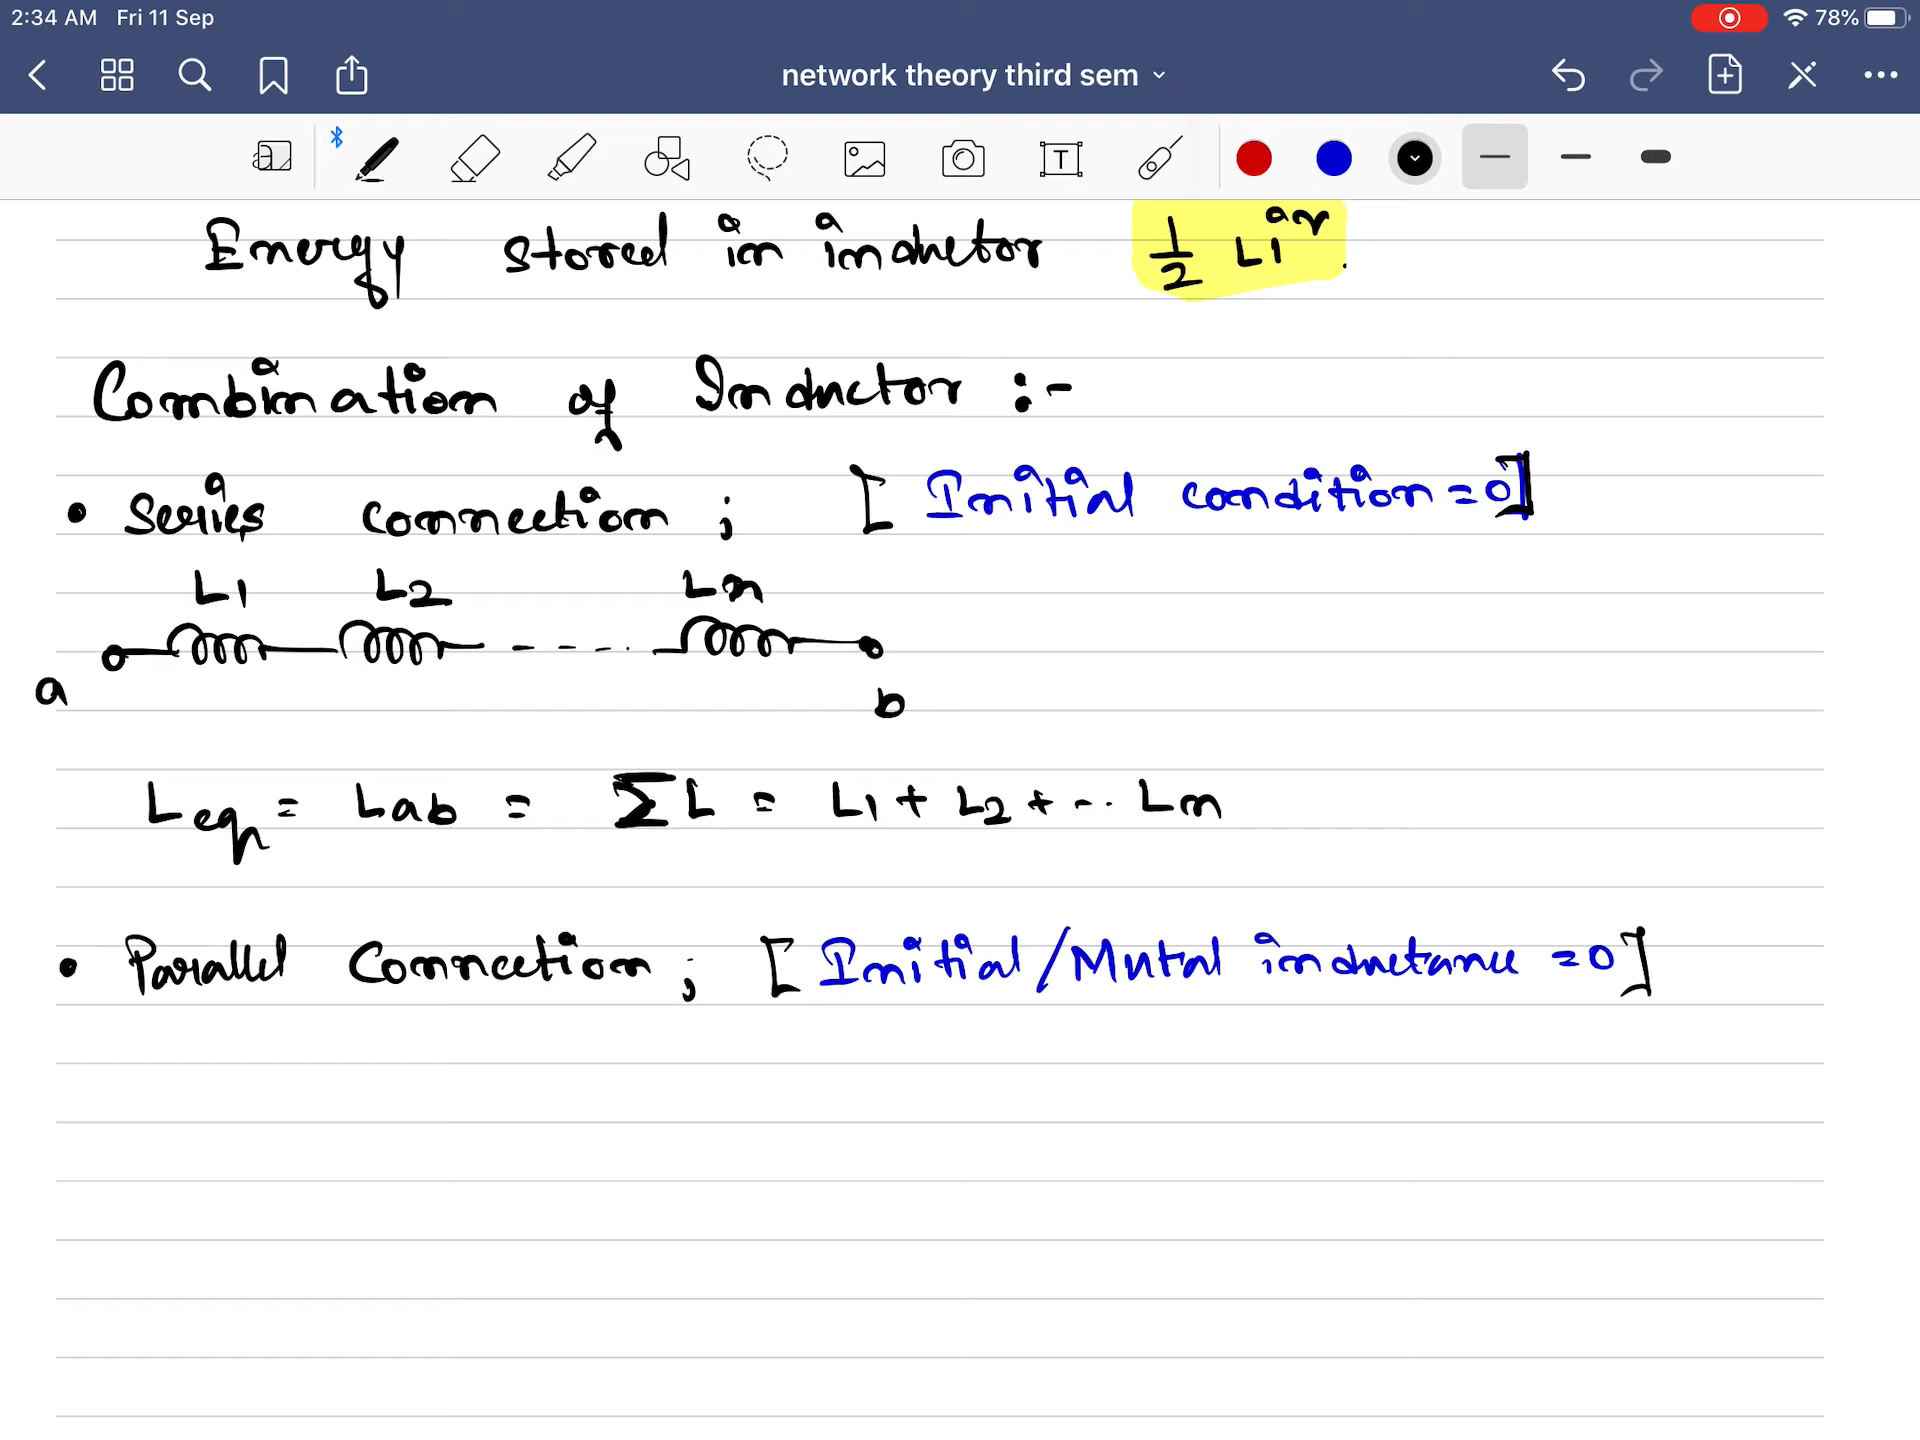 2:34 AM Fri 11 Sep 78%
network theory third sem
Energy stored in inductor 1/2 Li²
Combination of Inductor :-
• Series connection ; [ Initial condition = 0]
L1 L2 Ln
a b
Leq = Lab = ΣL = L1 + L2 + -.. Ln
• Parallel Connection ; [ Initial / Mutal inductance = 0]